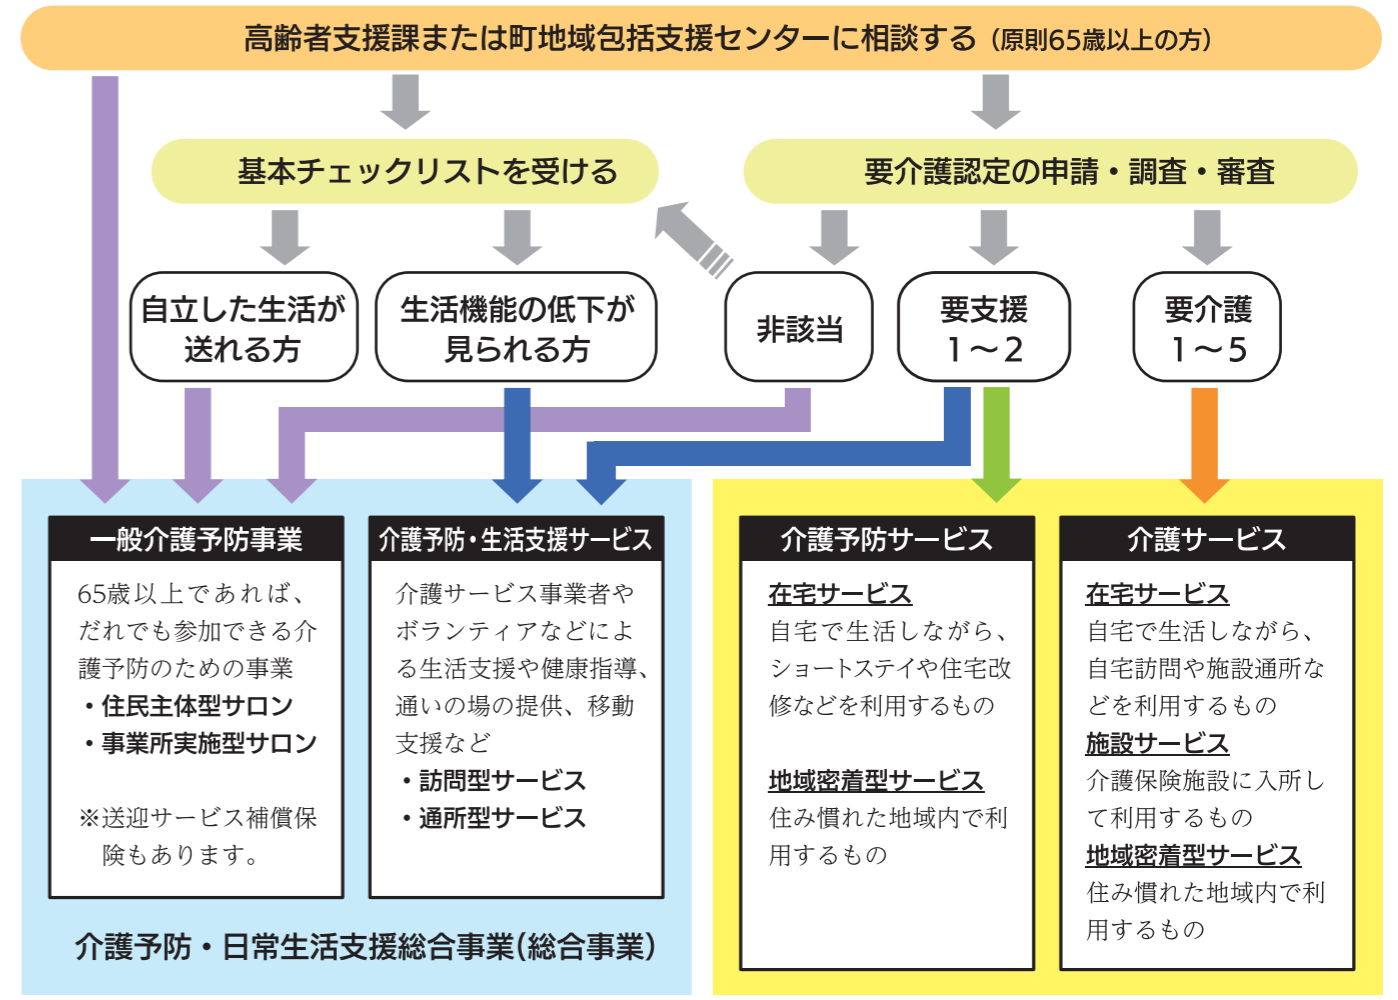 高齢者支援課または町地域包括支援センターに相談する（原則65歳以上の方）
基本チェックリストを受ける
要介護認定の申請・調査・審査
自立した生活が
送れる方
生活機能の低下が
見られる方
非該当
要支援
1～2
要介護
1～5
一般介護予防事業
65歳以上であれば、
だれでも参加できる介
護予防のための事業
・住民主体型サロン
・事業所実施型サロン
※送迎サービス補償保
険もあります。
介護予防・生活支援サービス
介護サービス事業者や
ボランティアなどによ
る生活支援や健康指導、
通いの場の提供、移動
支援など
・訪問型サービス
・通所型サービス
介護予防・日常生活支援総合事業(総合事業)
介護予防サービス
在宅サービス
自宅で生活しながら、
ショートステイや住宅改
修などを利用するもの
地域密着型サービス
住み慣れた地域内で利
用するもの
介護サービス
在宅サービス
自宅で生活しながら、
自宅訪問や施設通所な
どを利用するもの
施設サービス
介護保険施設に入所し
て利用するもの
地域密着型サービス
住み慣れた地域内で利
用するもの